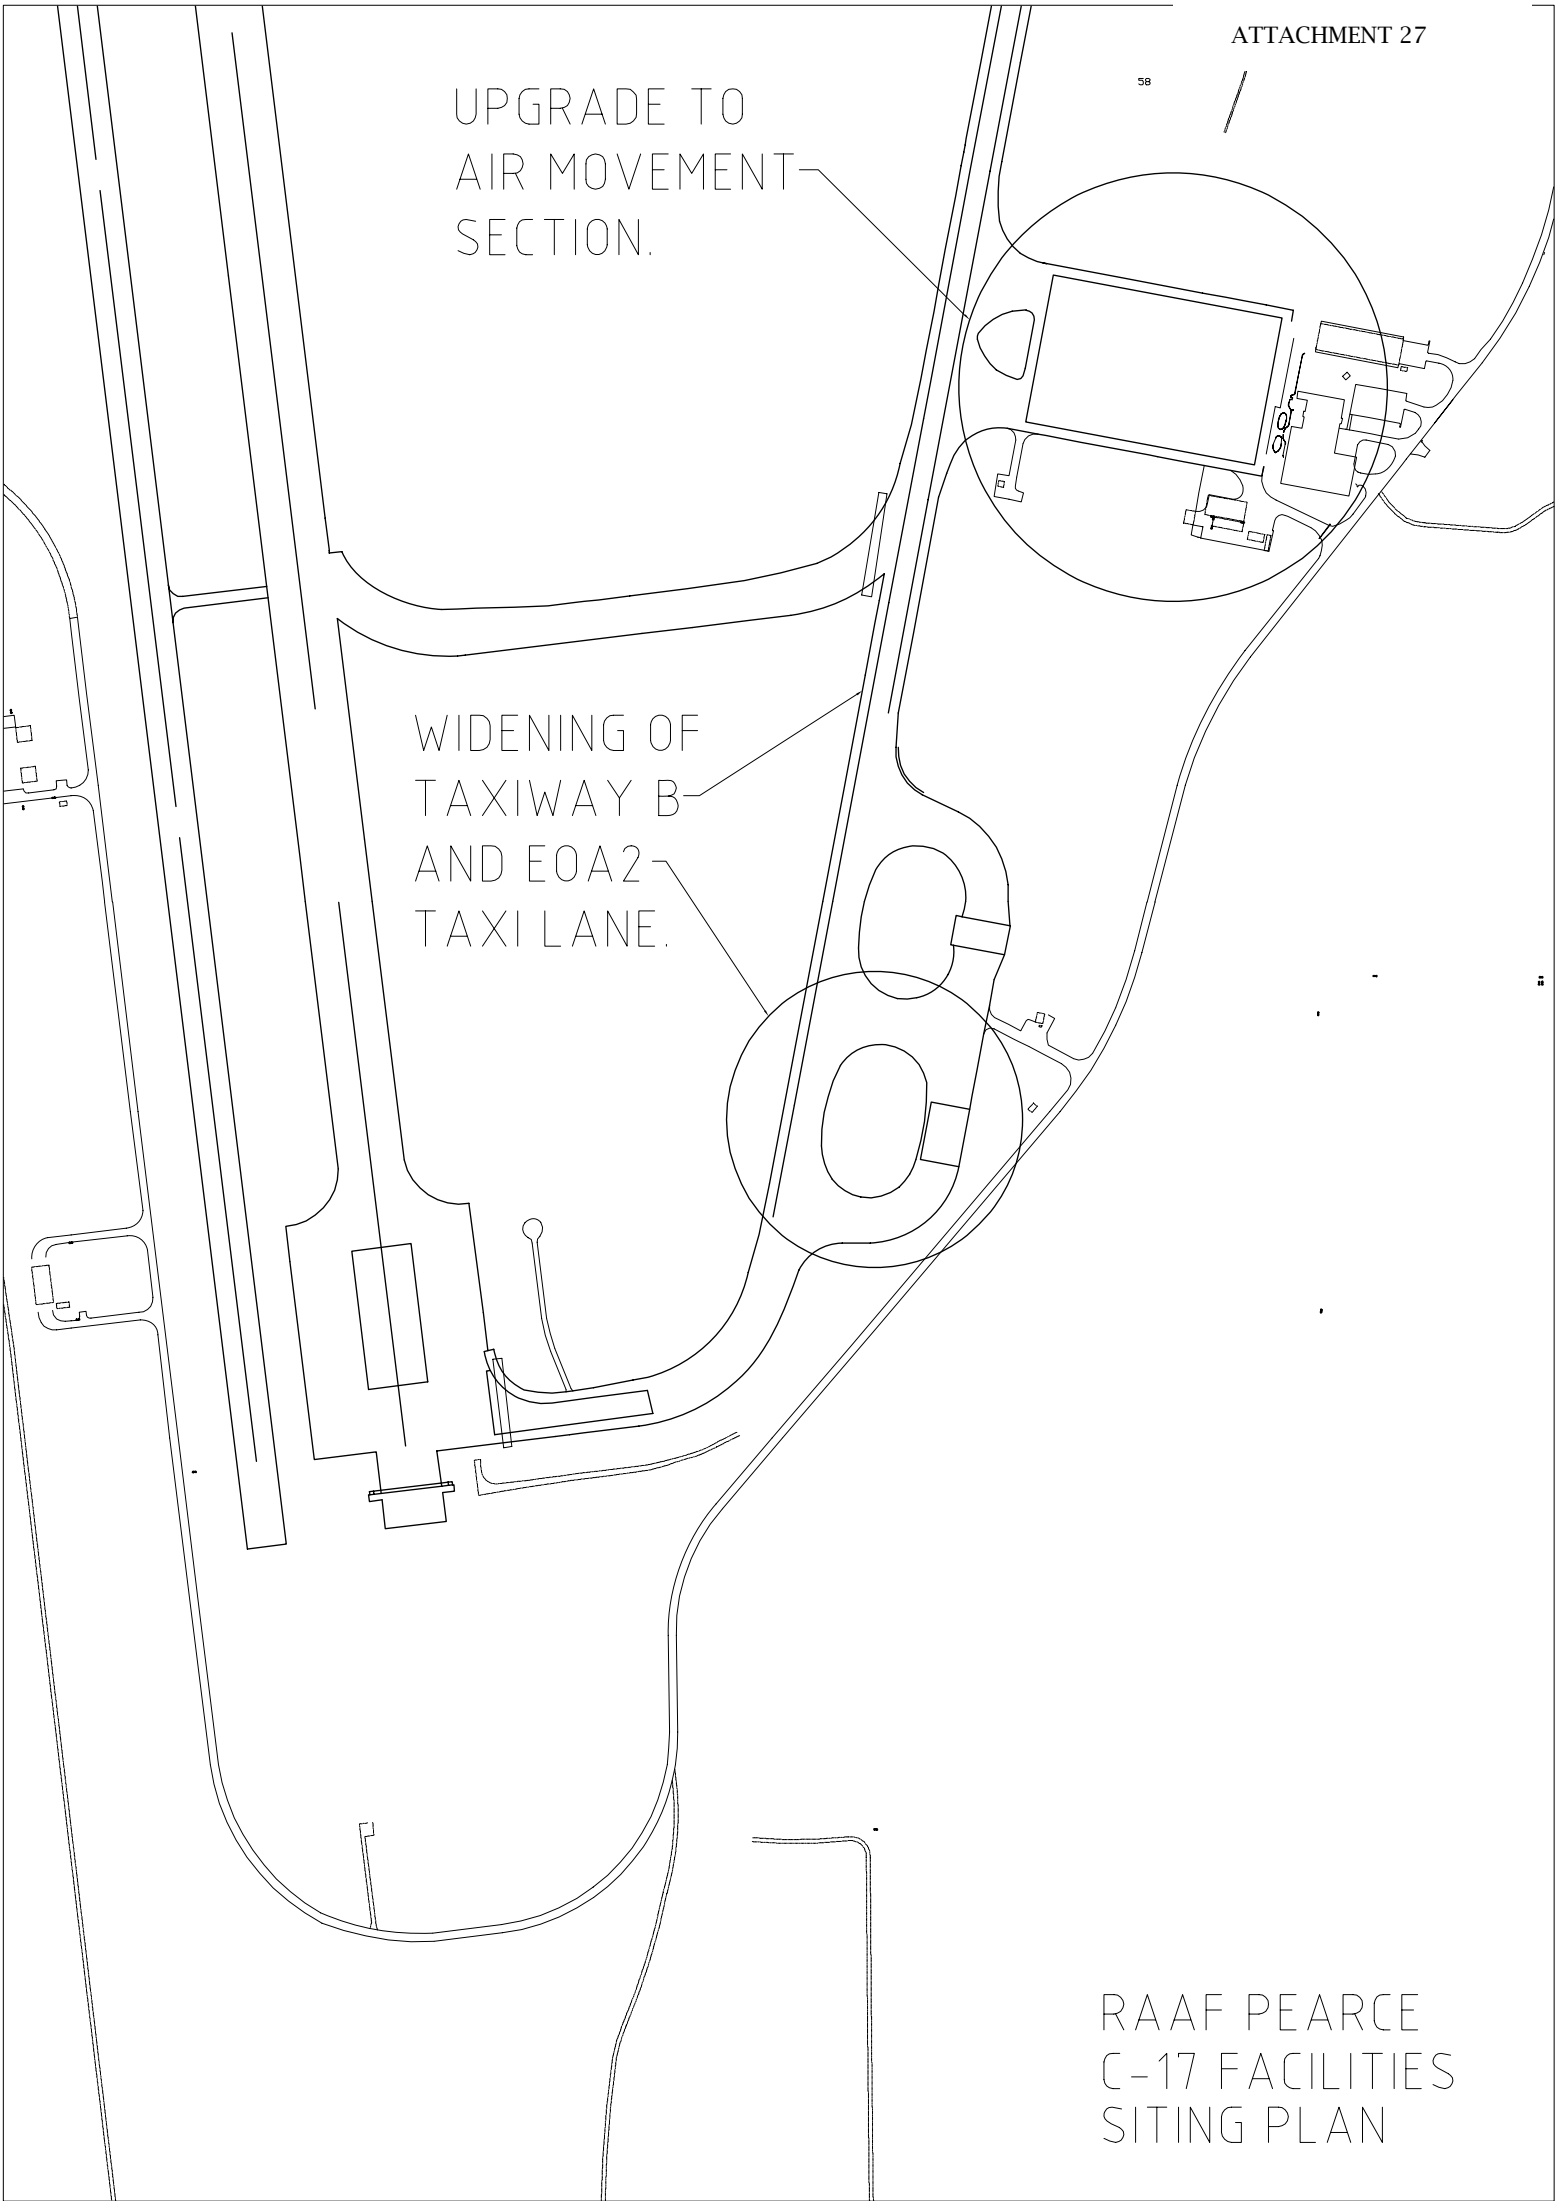 ATTACHMENT 27
58
UPGRADE TO
AIR MOVEMENT
SECTION.
WIDENING OF
TAXIWAY B
AND EOA2
TAXI LANE.
RAAF PEARCE
C-17 FACILITIES
SITING PLAN